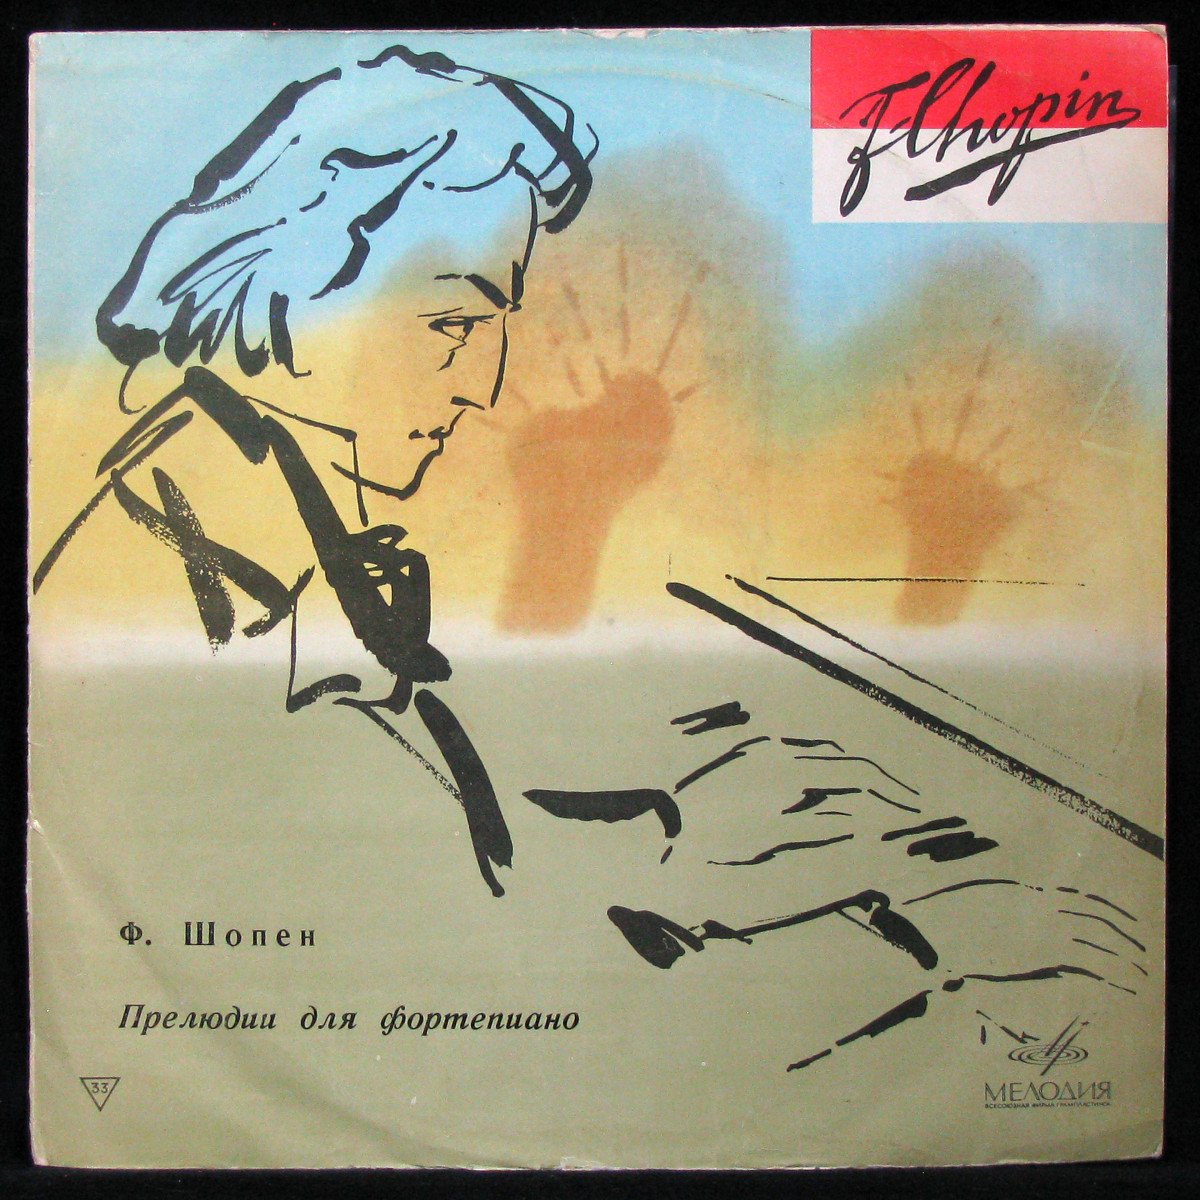 F Chopin
Ф. Шопен
Прелюдии для фортепиано
33
МЕЛОДИЯ
ВСЕСОЮЗНАЯ ФИРМА ГРАМПЛАСТИНОК